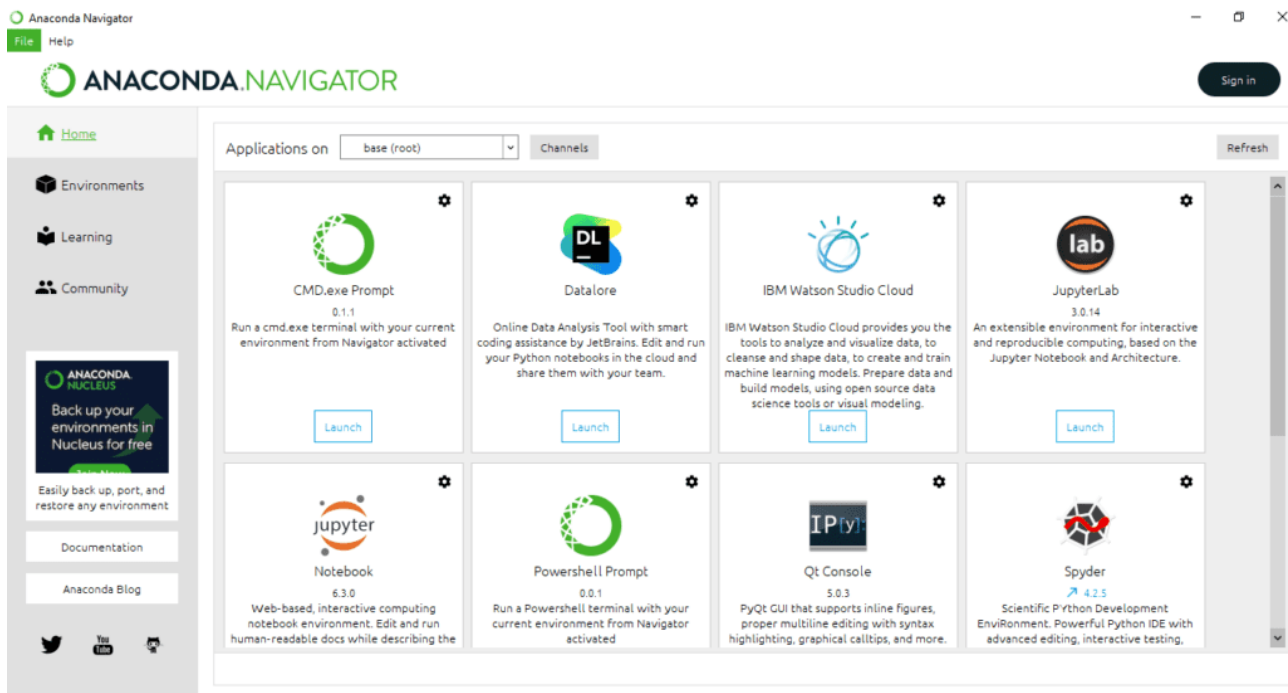 Anaconda Navigator
File Help
ANACONDA.NAVIGATOR
Sign in
Home
Environments
Learning
Community
ANACONDA.
NUCLEUS
Back up your
environments in
Nucleus for free
Join Now
Easily back up, port, and
restore any environment
Documentation
Anaconda Blog
You
Tube
Applications on base (root) Channels Refresh
CMD.exe Prompt
0.1.1
Run a cmd.exe terminal with your current
environment from Navigator activated
Launch
DL
Datalore
Online Data Analysis Tool with smart
coding assistance by JetBrains. Edit and run
your Python notebooks in the cloud and
share them with your team.
Launch
IBM Watson Studio Cloud
IBM Watson Studio Cloud provides you the
tools to analyze and visualize data, to
cleanse and shape data, to create and train
machine learning models. Prepare data and
build models, using open source data
science tools or visual modeling.
Launch
lab
JupyterLab
3.0.14
An extensible environment for interactive
and reproducible computing, based on the
Jupyter Notebook and Architecture.
Launch
jupyter
Notebook
6.3.0
Web-based, interactive computing
notebook environment. Edit and run
human-readable docs while describing the
Powershell Prompt
0.0.1
Run a Powershell terminal with your
current environment from Navigator
activated
IP[y]:
Qt Console
5.0.3
PyQt GUI that supports inline figures,
proper multiline editing with syntax
highlighting, graphical calltips, and more.
Spyder
4.2.5
Scientific PYthon Development
EnviRonment. Powerful Python IDE with
advanced editing, interactive testing,